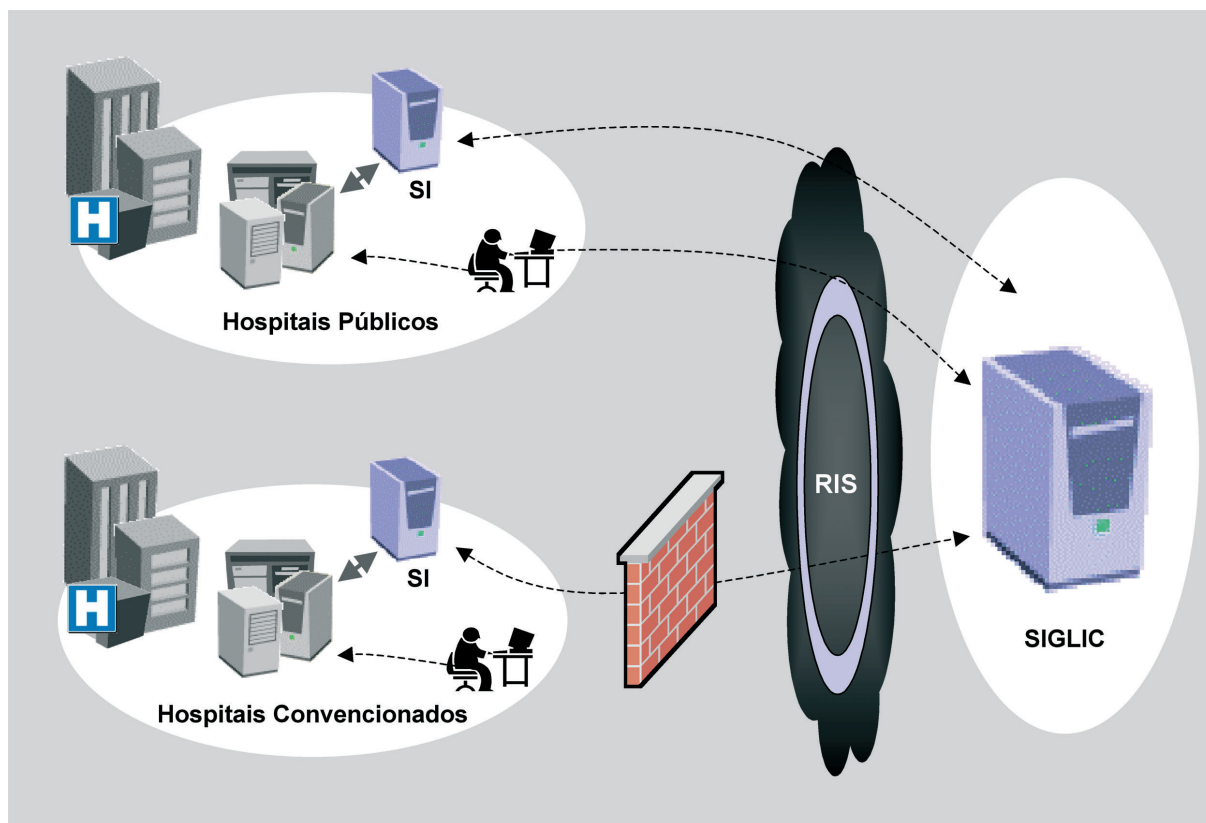 H
SI
Hospitais Públicos
RIS
H
SI
Hospitais Convencionados
SIGLIC